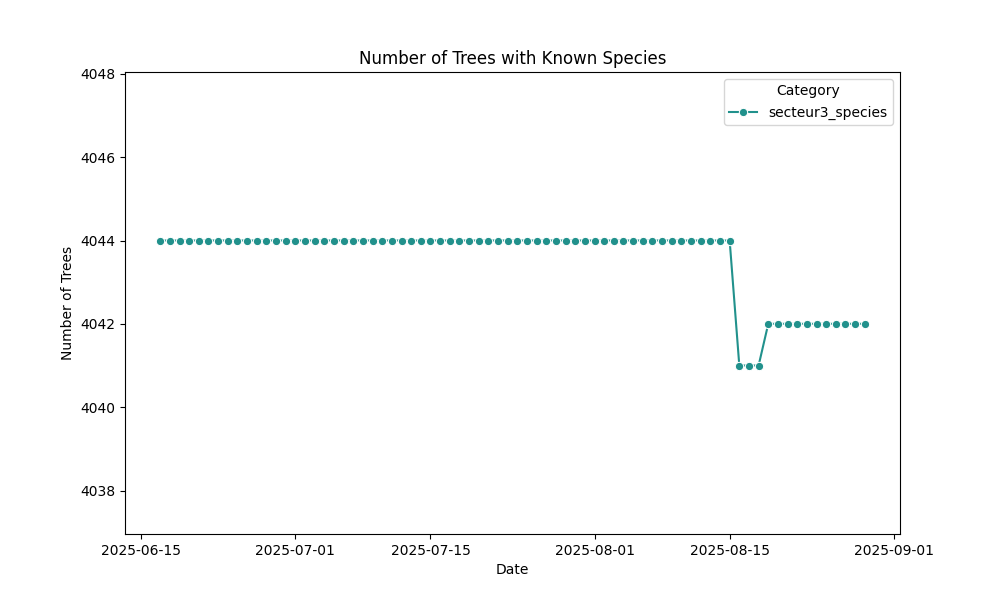 Number of Trees with Known Species
Category
secteur3_species
Number of Trees
4048
4046
4044
4042
4040
4038
2025-06-15
2025-07-01
2025-07-15
2025-08-01
2025-08-15
2025-09-01
Date